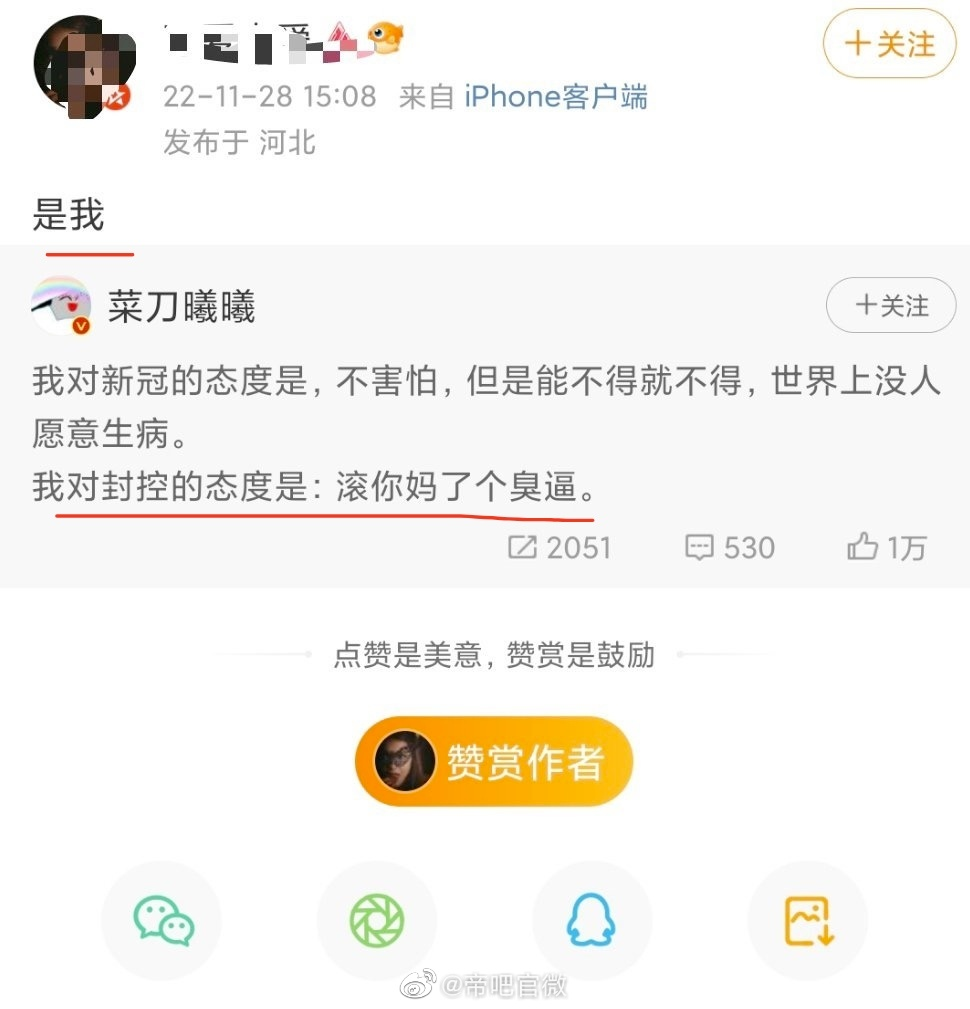 +关注
22-11-28 15:08 来自 iPhone客户端
发布于 河北
是我
菜刀曦曦
+关注
我对新冠的态度是，不害怕，但是能不得就不得，世界上没人
愿意生病。
我对封控的态度是：滚你妈了个臭逼。
2051 530 1万
点赞是美意，赞赏是鼓励
赞赏作者
@帝吧官微